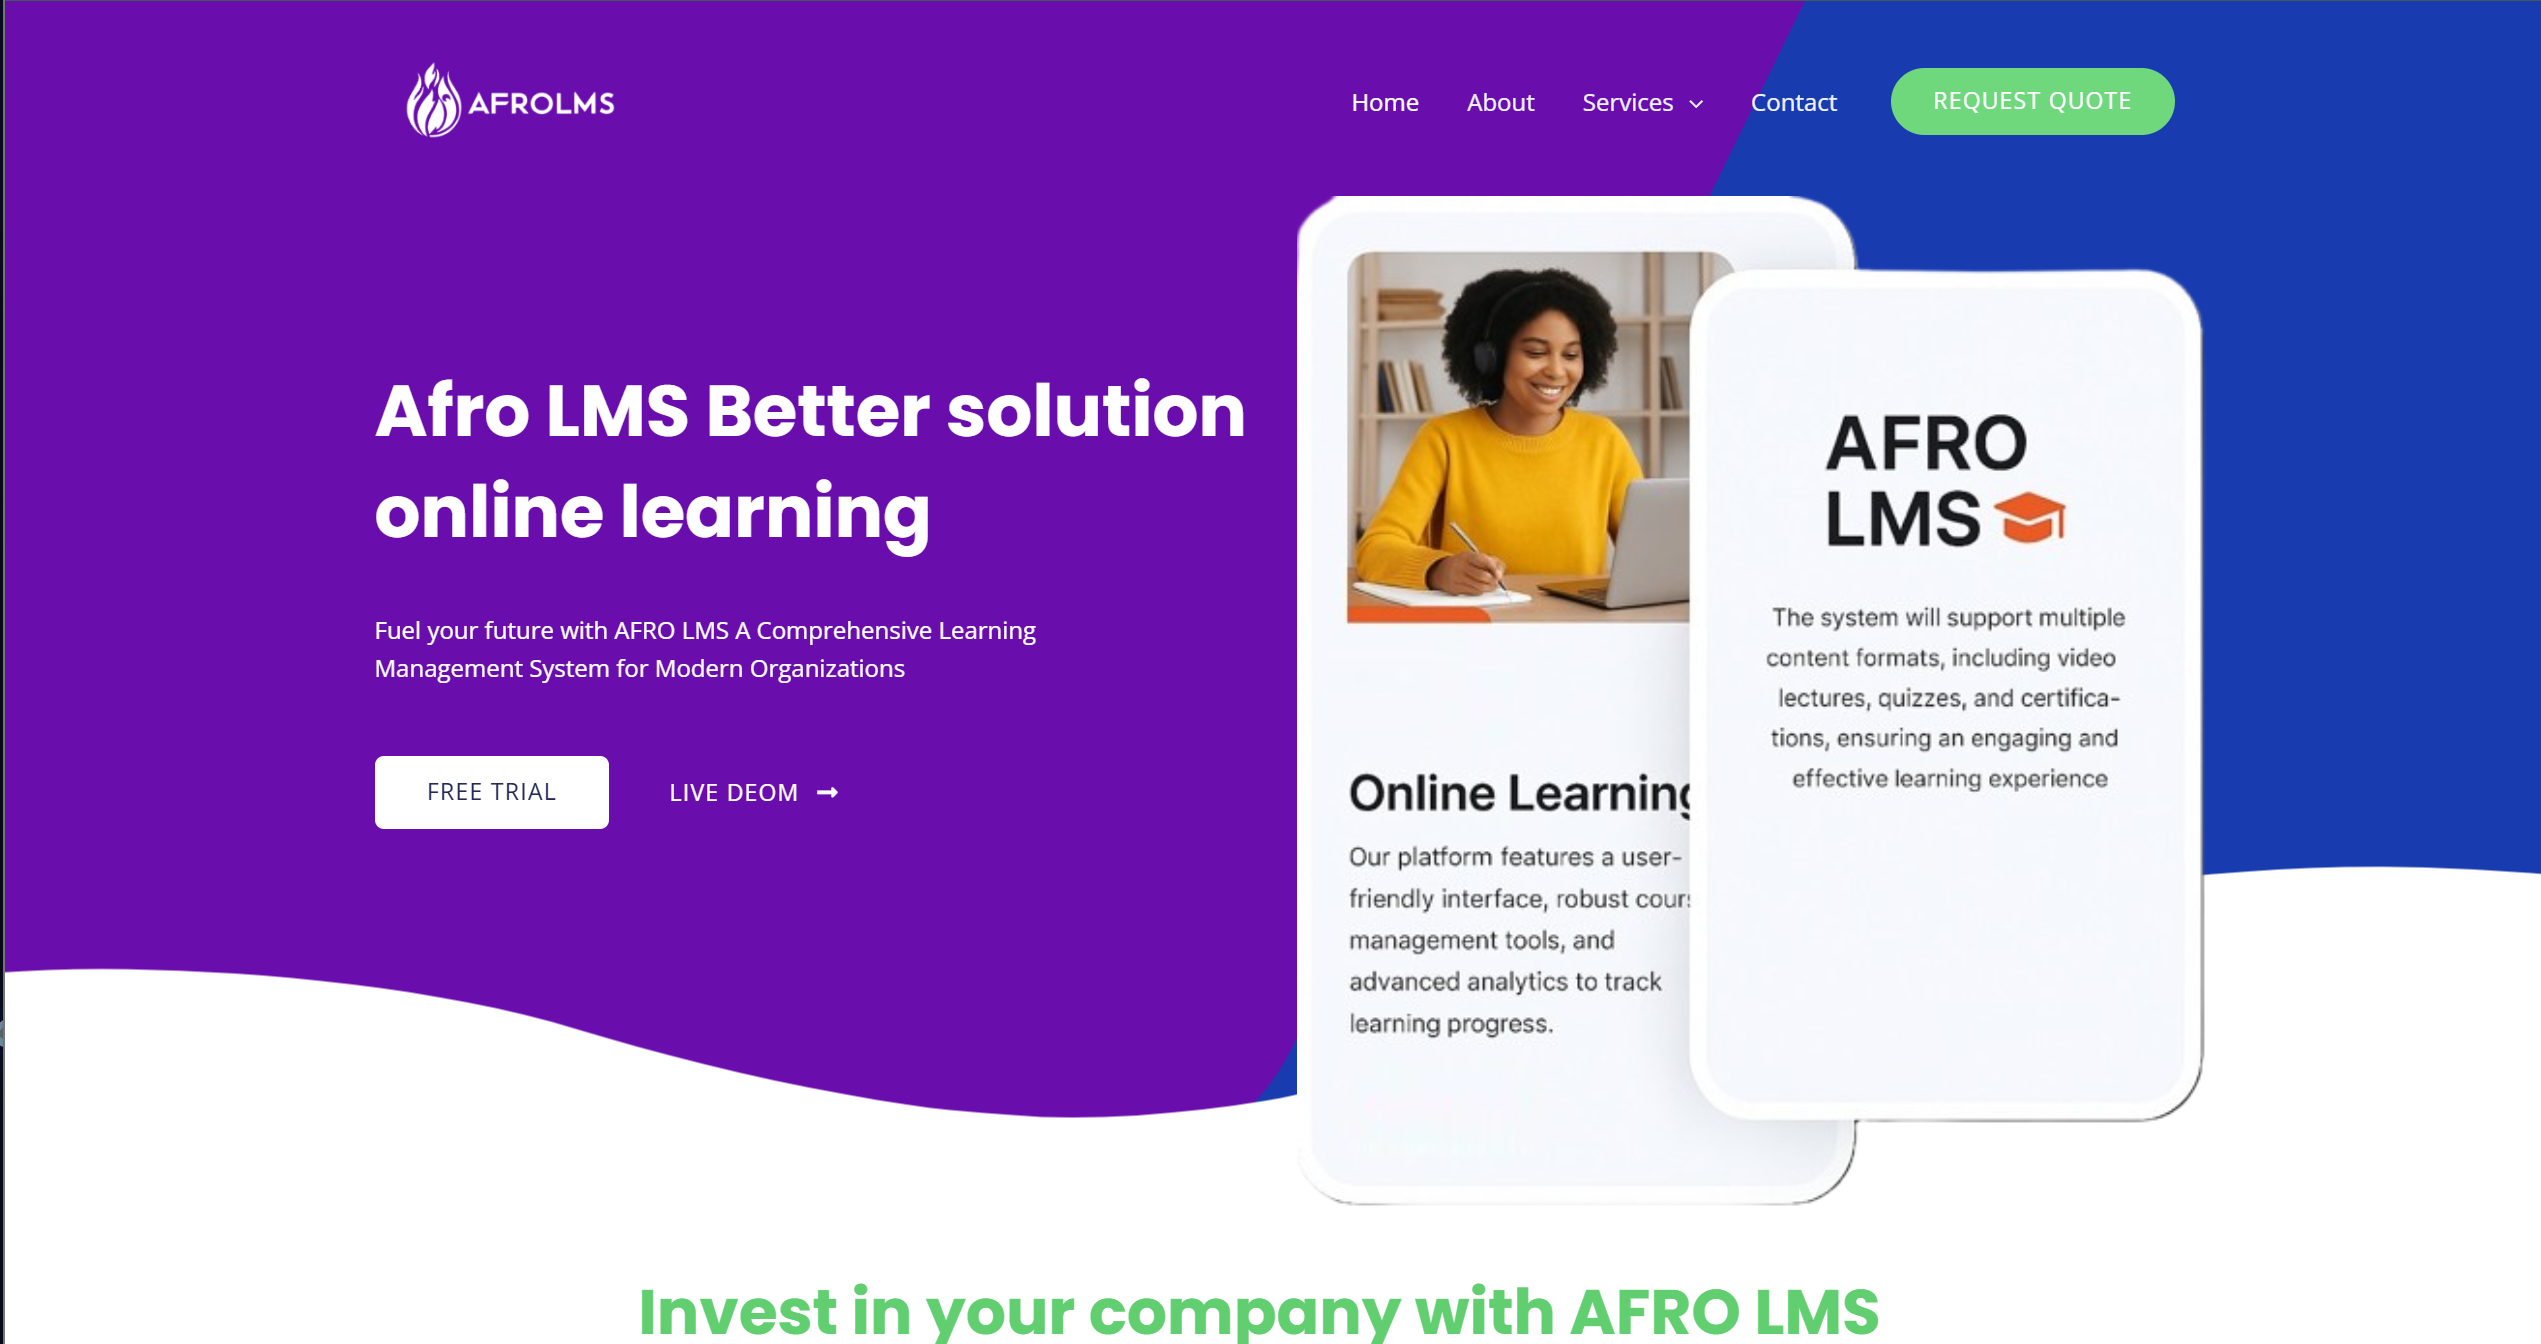 AFROLMS
Home
About
Services
Contact
REQUEST QUOTE
Afro LMS Better solution
online learning
Fuel your future with AFRO LMS A Comprehensive Learning
Management System for Modern Organizations
FREE TRIAL
LIVE DEOM
Online Learning
Our platform features a user-
friendly interface, robust cour
management tools, and
advanced analytics to track
learning progress.
AFRO
LMS
The system will support multiple
content formats, including video
lectures, quizzes, and certifica-
tions, ensuring an engaging and
effective learning experience
Invest in your company with AFRO LMS